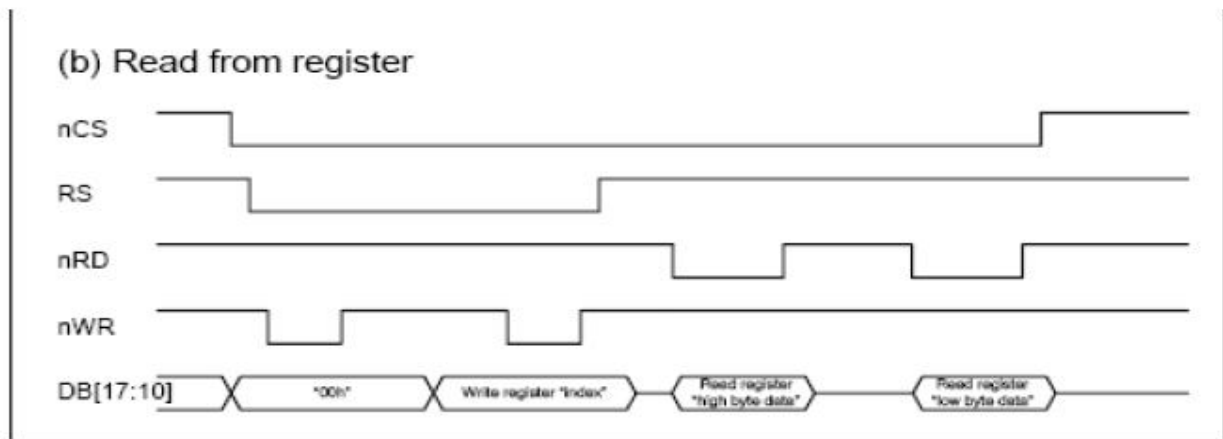 (b) Read from register
nCS
RS
nRD
nWR
DB[17:10]
"00h"
Write register "index"
Read register
"high byte data"
Read register
"low byte data"